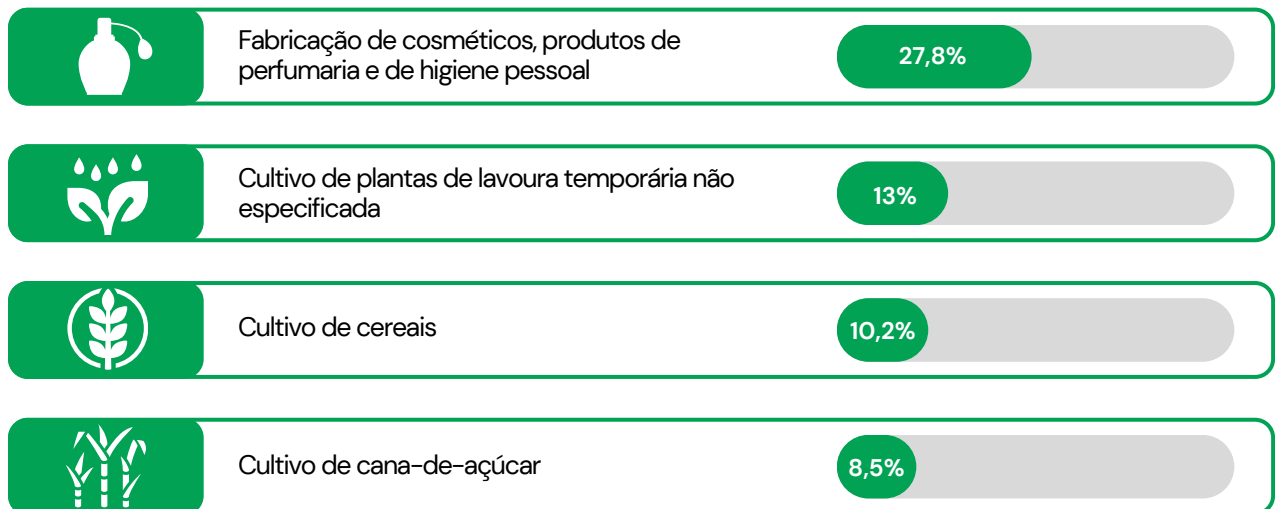 Fabricação de cosméticos, produtos de
perfumaria e de higiene pessoal
27,8%
Cultivo de plantas de lavoura temporária não
especificada
13%
Cultivo de cereais
10,2%
Cultivo de cana-de-açúcar
8,5%